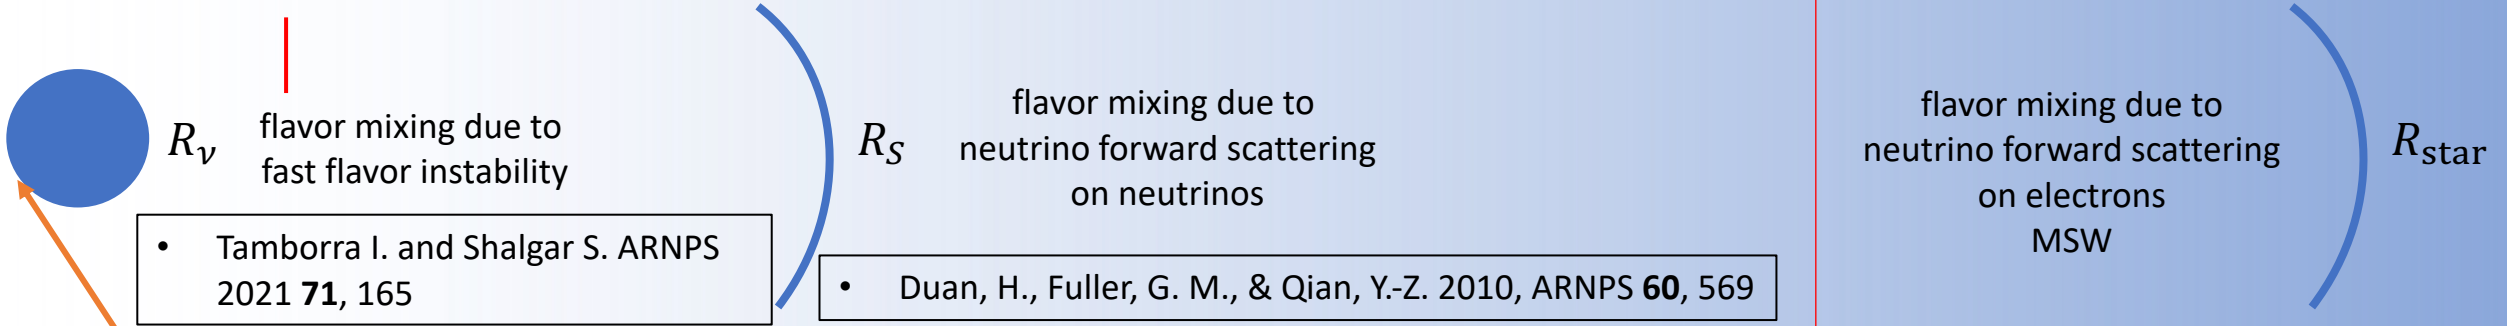 R_ν
flavor mixing due to
fast flavor instability
• Tamborra I. and Shalgar S. ARNPS
2021 71, 165
R_S
flavor mixing due to
neutrino forward scattering
on neutrinos
• Duan, H., Fuller, G. M., & Qian, Y.-Z. 2010, ARNPS 60, 569
flavor mixing due to
neutrino forward scattering
on electrons
MSW
R_star